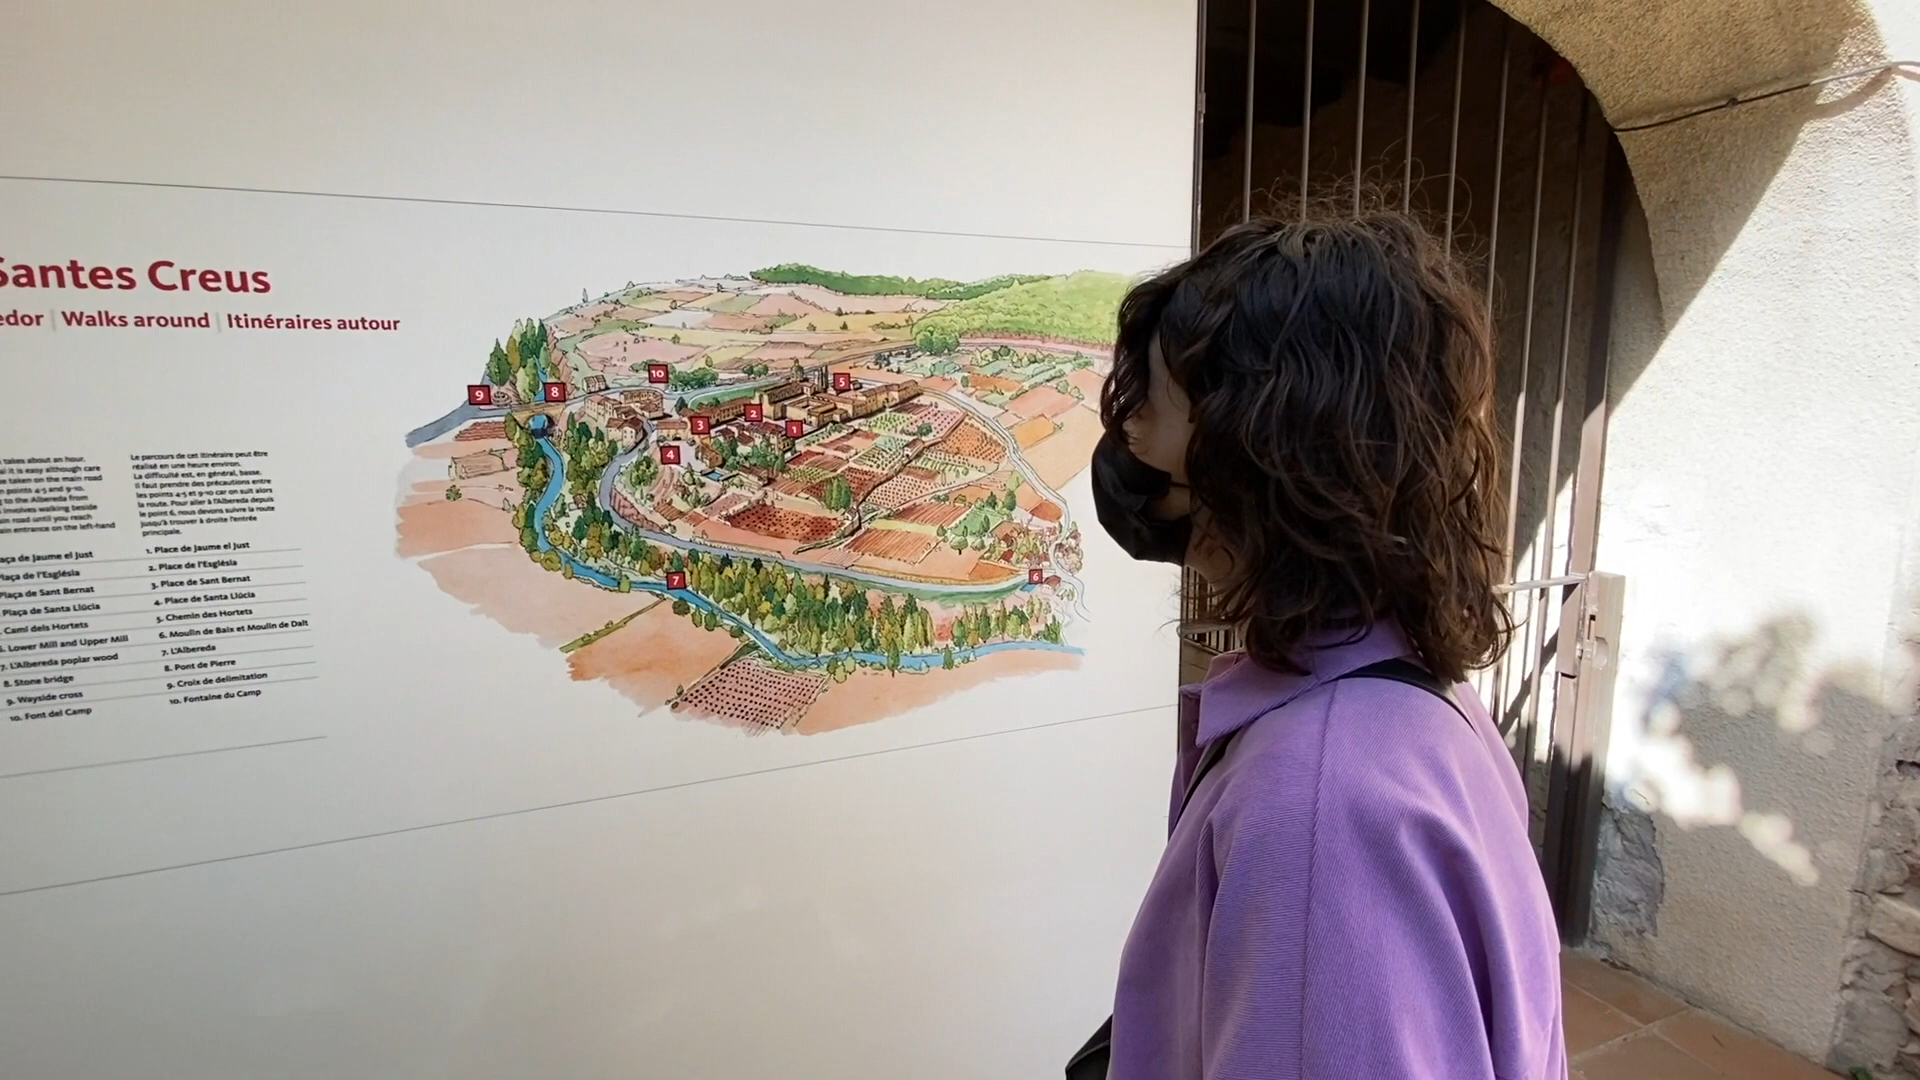 Santes Creus
edor | Walks around | Itinéraires autour
takes about an hour.
it is easy although care
taken on the main road
points 4-5 and 9-10.
to the Albereda from
involves walking beside
road until you reach
main entrance on the left-hand
Plaça de Jaume el Just
Plaça de l'Església
Plaça de Sant Bernat
Plaça de Santa Llúcia
Camí dels Hortets
6. Lower Mill and Upper Mill
7. L'Albereda poplar wood
8. Stone bridge
9. Wayside cross
10. Font del Camp
Le parcours de cet itinéraire peut être
réalisé en une heure environ.
La difficulté est, en général, basse.
Il faut prendre des précautions entre
les points 4-5 et 9-10 car on suit alors
la route. Pour aller à l'Albereda depuis
le point 6, nous devons suivre la route
jusqu'à trouver à droite l'entrée
principale.
1. Place de Jaume el Just
2. Place de l'Església
3. Place de Sant Bernat
4. Place de Santa Llúcia
5. Chemin des Hortets
6. Moulin de Baix et Moulin de Dalt
7. L'Albereda
8. Pont de Pierre
9. Croix de delimitation
10. Fontaine du Camp
10
5
9
8
2
3
1
4
6
7